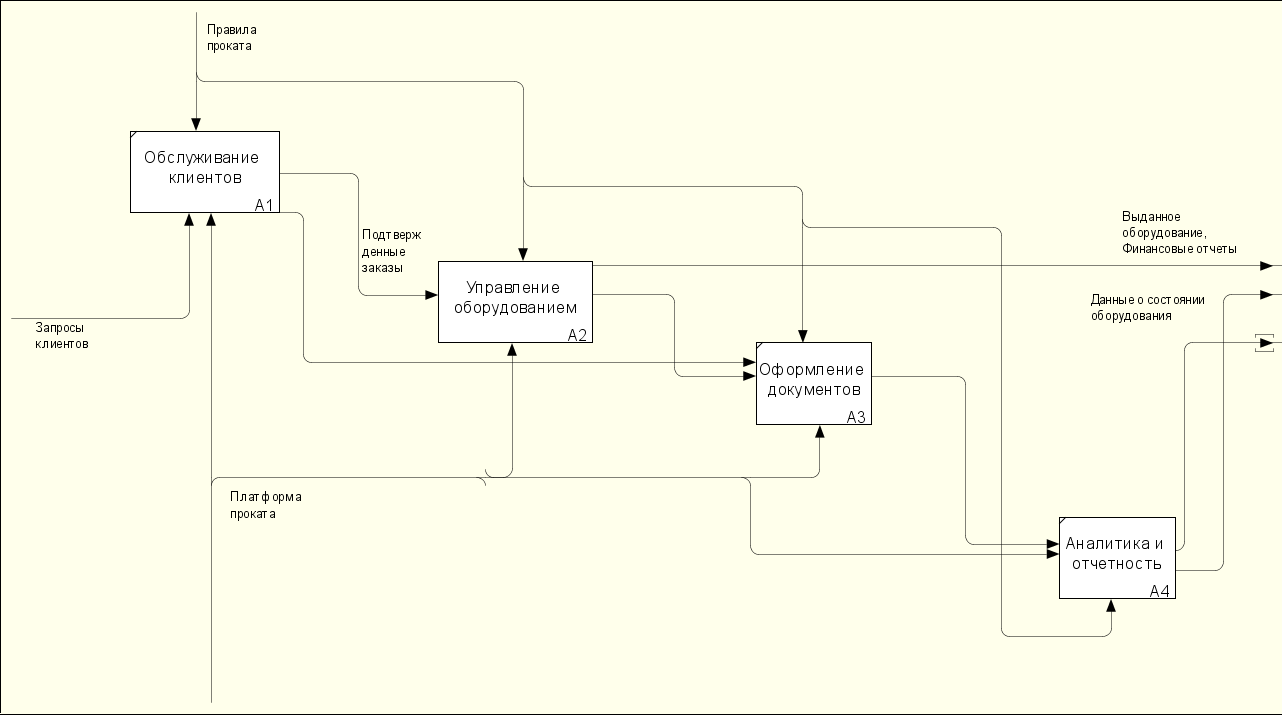 Правила
проката
Обслуживание
клиентов
A1
Подтверж
денные
заказы
Выданное
оборудование,
Финансовые отчеты
Управление
оборудованием
A2
Данные о состоянии
оборудования
Запросы
клиентов
Оформление
документов
A3
Платформа
проката
Аналитика и
отчетность
A4